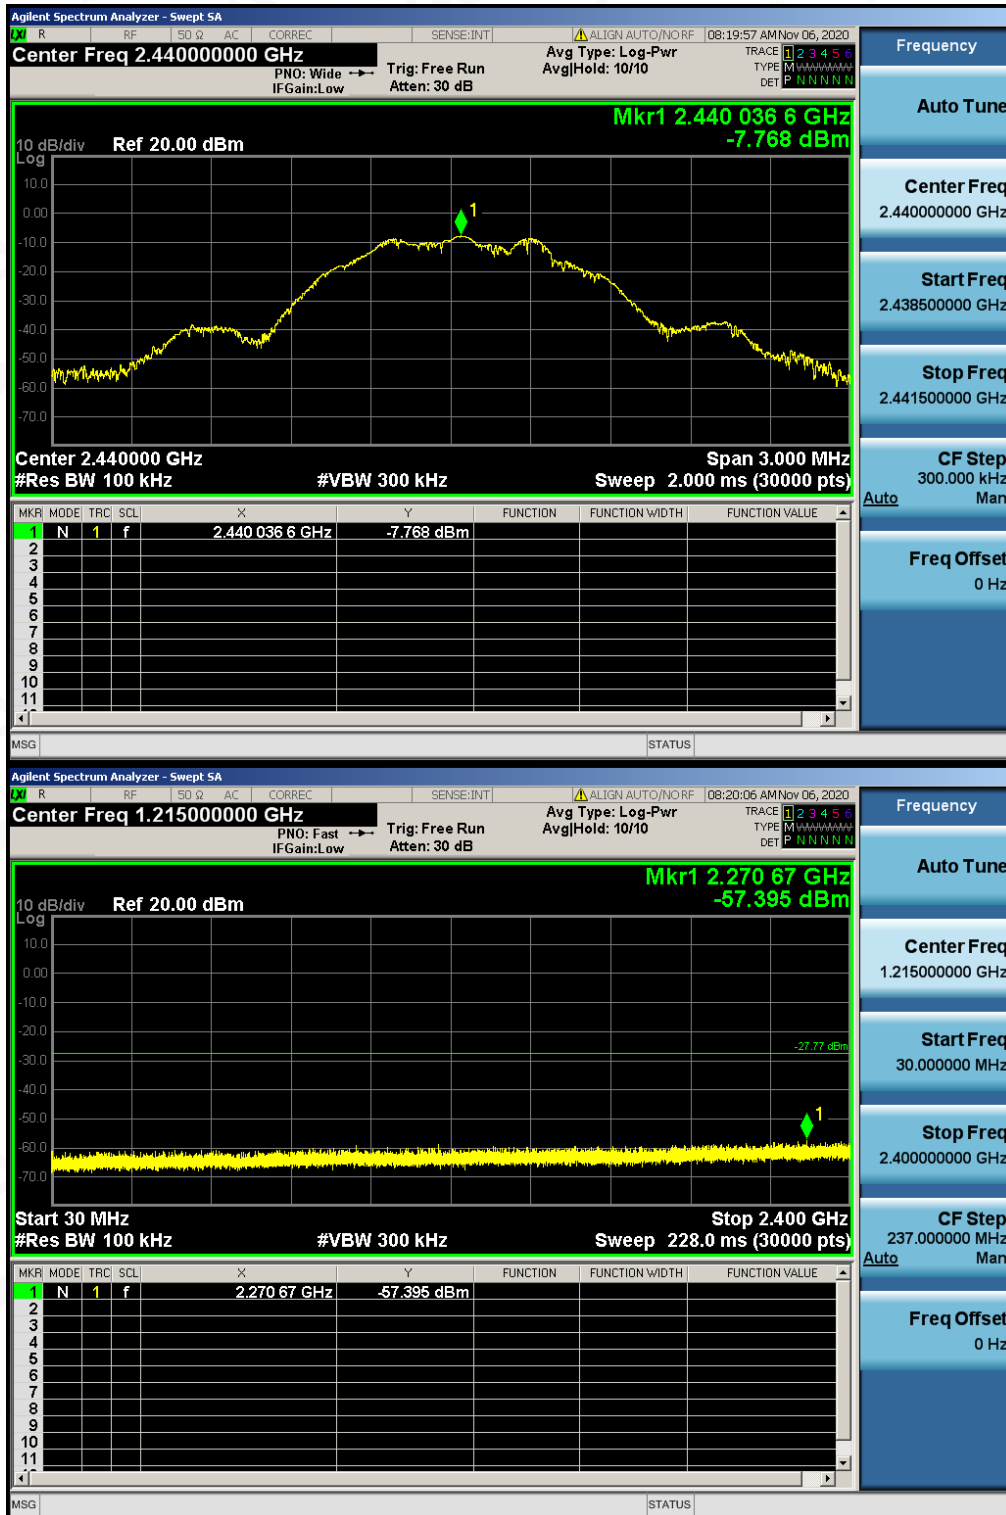 Agilent Spectrum Analyzer - Swept SA
LXI R RF 50 Ω AC CORREC SENSE:INT ALIGN AUTO/NO RF 08:19:57 AM Nov 06, 2020
Center Freq 2.440000000 GHz
PNO: Wide
IFGain:Low
Trig: Free Run
Atten: 30 dB
Avg Type: Log-Pwr
Avg|Hold: 10/10
TRACE 1 2 3 4 5 6
TYPE M WWWWW
DET P N N N N N
Mkr1 2.440 036 6 GHz
-7.768 dBm
10 dB/div Ref 20.00 dBm
Log
10.0
0.00
-10.0
-20.0
-30.0
-40.0
-50.0
-60.0
-70.0
1
Center 2.440000 GHz Span 3.000 MHz
#Res BW 100 kHz #VBW 300 kHz Sweep 2.000 ms (30000 pts)
MKR MODE TRC SCL X Y FUNCTION FUNCTION WIDTH FUNCTION VALUE
1 N 1 f 2.440 036 6 GHz -7.768 dBm
2
3
4
5
6
7
8
9
10
11
MSG STATUS
Frequency
Auto Tune
Center Freq
2.440000000 GHz
Start Freq
2.438500000 GHz
Stop Freq
2.441500000 GHz
CF Step
300.000 kHz
Auto Man
Freq Offset
0 Hz
Agilent Spectrum Analyzer - Swept SA
LXI R RF 50 Ω AC CORREC SENSE:INT ALIGN AUTO/NO RF 08:20:06 AM Nov 06, 2020
Center Freq 1.215000000 GHz
PNO: Fast
IFGain:Low
Trig: Free Run
Atten: 30 dB
Avg Type: Log-Pwr
Avg|Hold: 10/10
TRACE 1 2 3 4 5 6
TYPE M WWWWW
DET P N N N N N
Mkr1 2.270 67 GHz
-57.395 dBm
10 dB/div Ref 20.00 dBm
Log
10.0
0.00
-10.0
-20.0
-30.0
-40.0
-50.0
-60.0
-70.0
-27.77 dBm
1
Start 30 MHz Stop 2.400 GHz
#Res BW 100 kHz #VBW 300 kHz Sweep 228.0 ms (30000 pts)
MKR MODE TRC SCL X Y FUNCTION FUNCTION WIDTH FUNCTION VALUE
1 N 1 f 2.270 67 GHz -57.395 dBm
2
3
4
5
6
7
8
9
10
11
MSG STATUS
Frequency
Auto Tune
Center Freq
1.215000000 GHz
Start Freq
30.000000 MHz
Stop Freq
2.400000000 GHz
CF Step
237.000000 MHz
Auto Man
Freq Offset
0 Hz